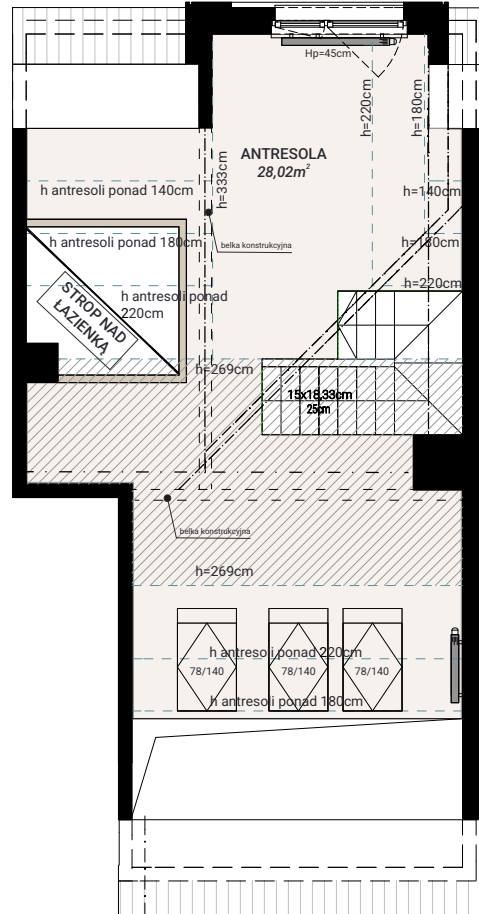 Hp=45cm
h=220cm
h=180cm
ANTRESOLA
28,02m²
h=333cm
h antresoli ponad 140cm
h=140cm
belka konstrukcyjna
h antresoli ponad 180cm
h=180cm
h=220cm
h antresoli ponad
220cm
STROP NAD
ŁAZIENKĄ
h=269cm
15x18,33cm
25cm
belka konstrukcyjna
h=269cm
h antresoli ponad 220cm
78/140
78/140
78/140
h antresoli ponad 180cm